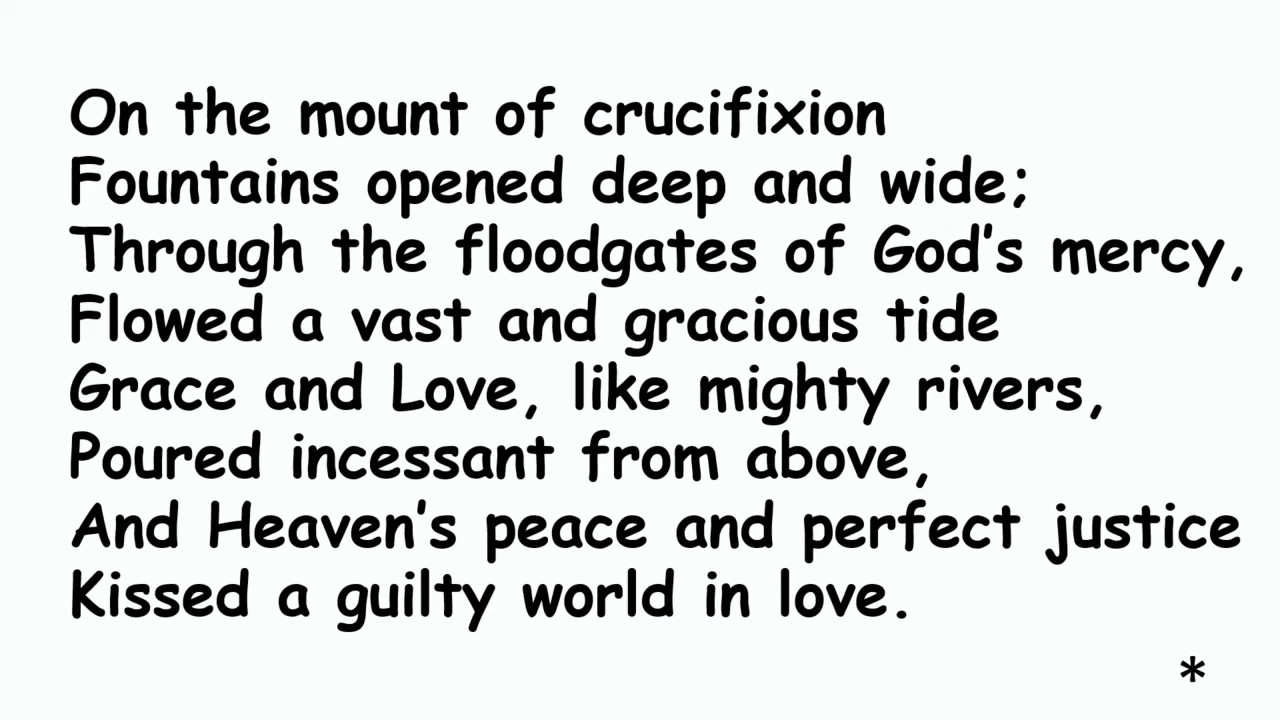 On the mount of crucifixion
Fountains opened deep and wide;
Through the floodgates of God's mercy,
Flowed a vast and gracious tide
Grace and Love, like mighty rivers,
Poured incessant from above,
And Heaven's peace and perfect justice
Kissed a guilty world in love.
*